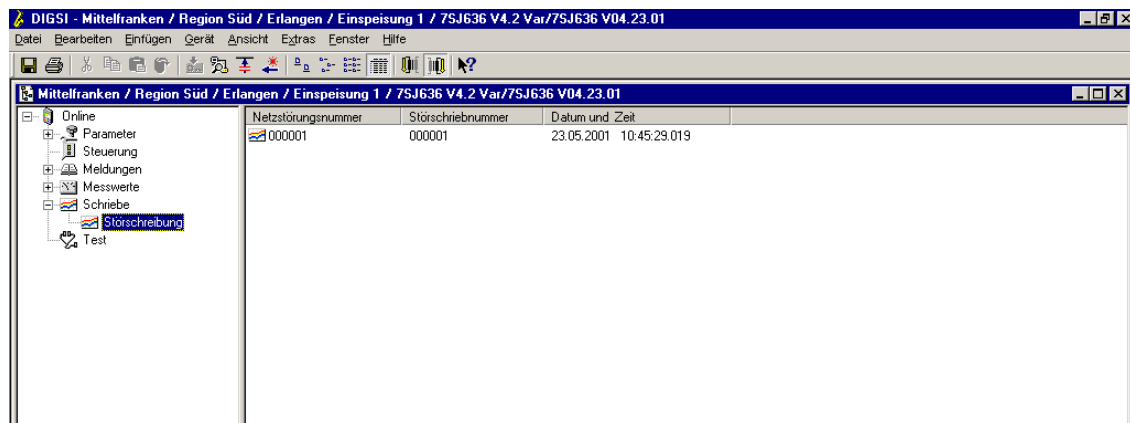 DIGSI - Mittelfranken / Region Süd / Erlangen / Einspeisung 1 / 7SJ636 V4.2 Var/7SJ636 V04.23.01
Datei Bearbeiten Einfügen Gerät Ansicht Extras Fenster Hilfe
Mittelfranken / Region Süd / Erlangen / Einspeisung 1 / 7SJ636 V4.2 Var/7SJ636 V04.23.01
Online
Parameter
Steuerung
Meldungen
Messwerte
Schriebe
Störschreibung
Test
Netzstörungsnummer Störschriebnummer Datum und Zeit
000001 000001 23.05.2001 10:45:29.019